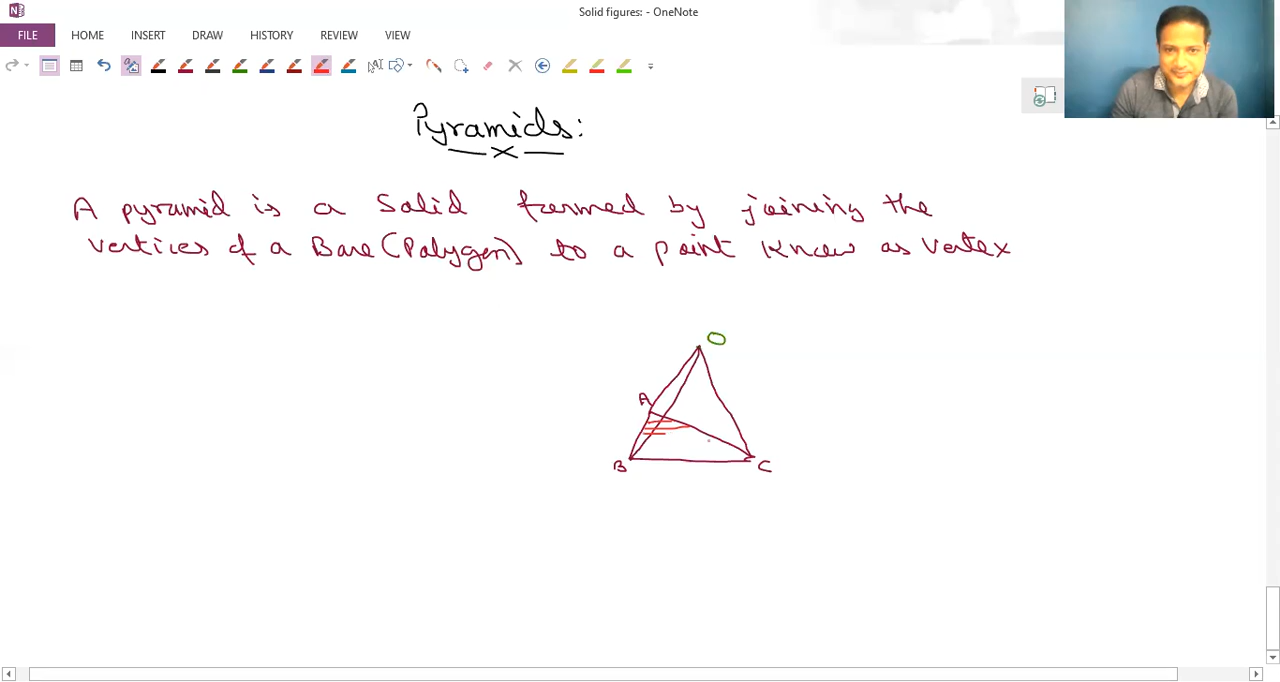 Solid figures: - OneNote
FILE HOME INSERT DRAW HISTORY REVIEW VIEW
Pyramids:
A pyramid is a Solid formed by joining the
vertices of a Base (Polygon) to a point Know as vertex
O
A
B
C